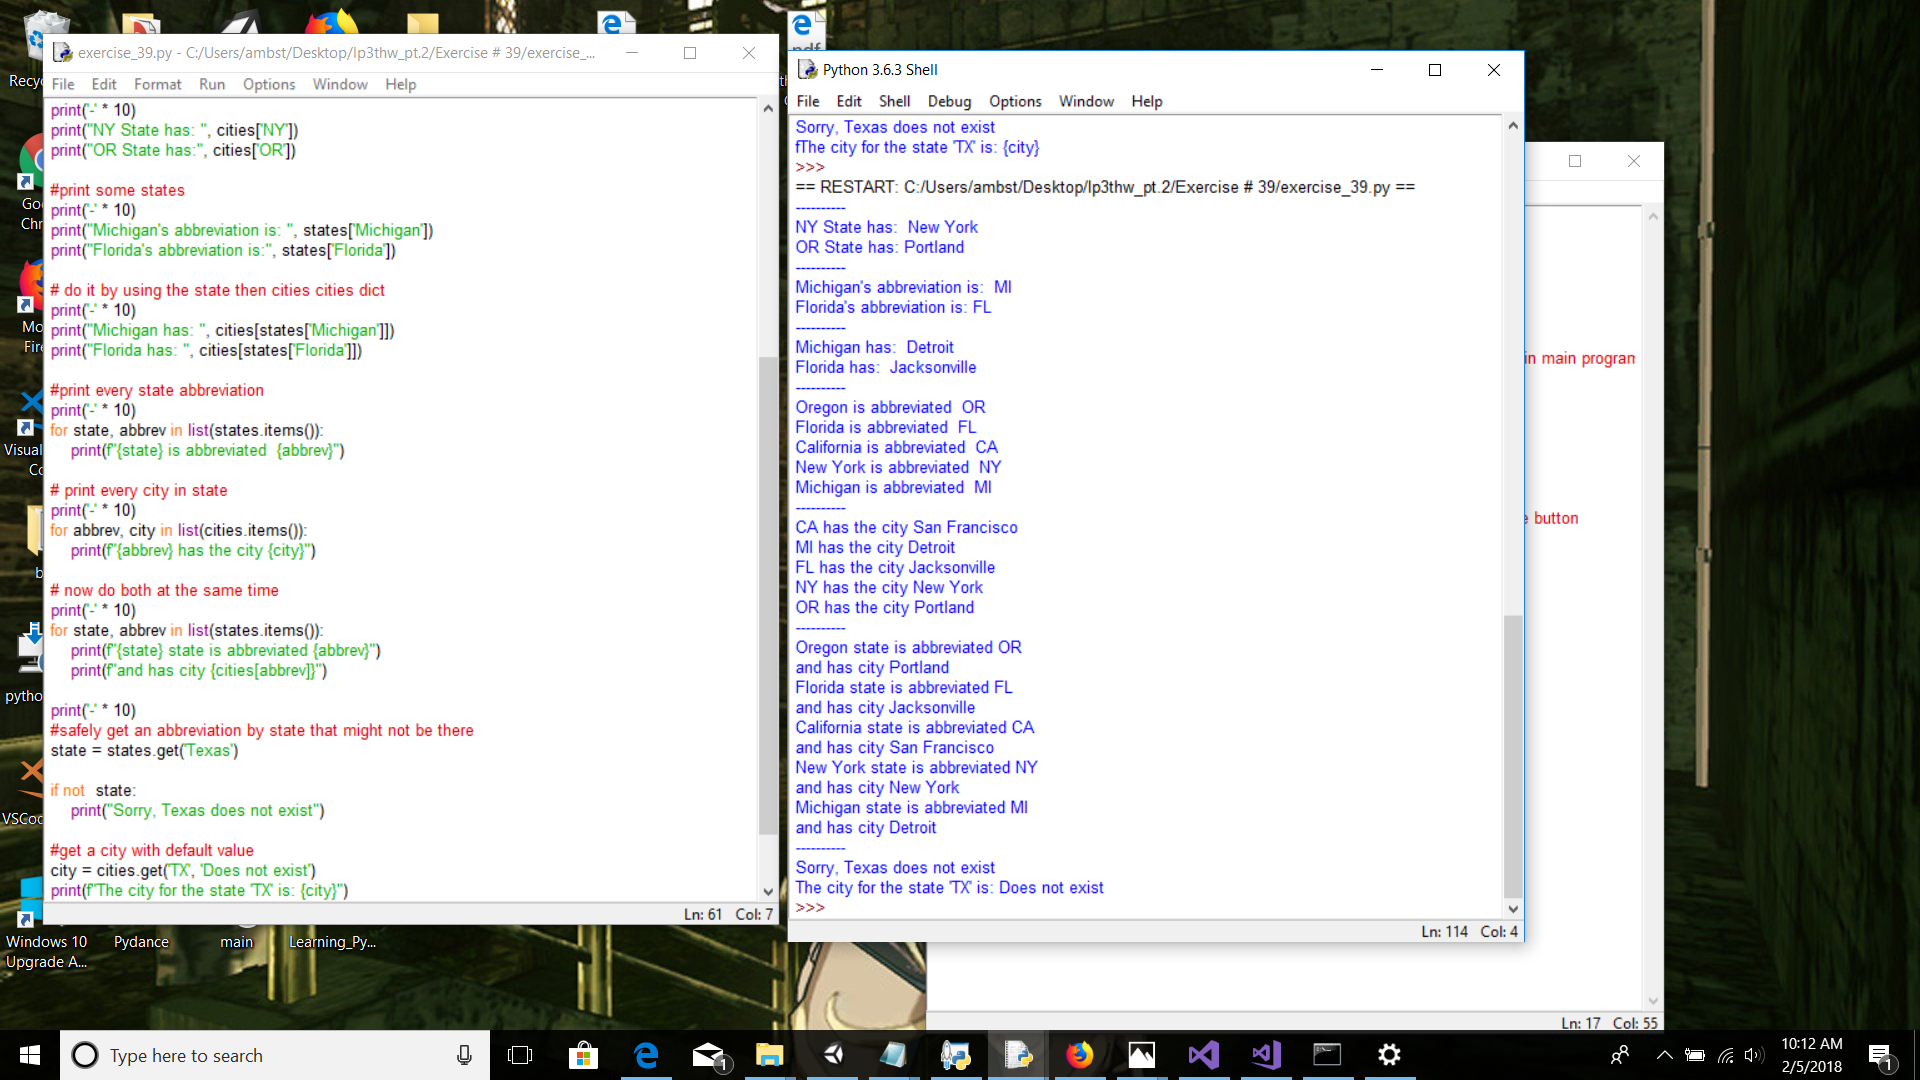 exercise_39.py - C:/Users/ambst/Desktop/lp3thw_pt.2/Exercise # 39/exercise_...
File Edit Format Run Options Window Help
print('-' * 10)
print("NY State has: ", cities['NY'])
print("OR State has:", cities['OR'])
#print some states
print('-' * 10)
print("Michigan's abbreviation is: ", states['Michigan'])
print("Florida's abbreviation is:", states['Florida'])
# do it by using the state then cities cities dict
print('-' * 10)
print("Michigan has: ", cities[states['Michigan']])
print("Florida has: ", cities[states['Florida']])
#print every state abbreviation
print('-' * 10)
for state, abbrev in list(states.items()):
print(f"{state} is abbreviated  {abbrev}")
# print every city in state
print('-' * 10)
for abbrev, city in list(cities.items()):
print(f"{abbrev} has the city {city}")
# now do both at the same time
print('-' * 10)
for state, abbrev in list(states.items()):
print(f"{state} state is abbreviated {abbrev}")
print(f"and has city {cities[abbrev]}")
print('-' * 10)
#safely get an abbreviation by state that might not be there
state = states.get('Texas')
if not  state:
print("Sorry, Texas does not exist")
#get a city with default value
city = cities.get('TX', 'Does not exist')
print(f"The city for the state 'TX' is: {city}")
Ln: 61 Col: 7
Python 3.6.3 Shell
File Edit Shell Debug Options Window Help
Sorry, Texas does not exist
fThe city for the state 'TX' is: {city}
>>>
== RESTART: C:/Users/ambst/Desktop/lp3thw_pt.2/Exercise # 39/exercise_39.py ==
----------
NY State has:  New York
OR State has: Portland
----------
Michigan's abbreviation is:  MI
Florida's abbreviation is: FL
----------
Michigan has:  Detroit
Florida has:  Jacksonville
----------
Oregon is abbreviated  OR
Florida is abbreviated  FL
California is abbreviated  CA
New York is abbreviated  NY
Michigan is abbreviated  MI
----------
CA has the city San Francisco
MI has the city Detroit
FL has the city Jacksonville
NY has the city New York
OR has the city Portland
----------
Oregon state is abbreviated OR
and has city Portland
Florida state is abbreviated FL
and has city Jacksonville
California state is abbreviated CA
and has city San Francisco
New York state is abbreviated NY
and has city New York
Michigan state is abbreviated MI
and has city Detroit
----------
Sorry, Texas does not exist
The city for the state 'TX' is: Does not exist
>>>
Ln: 114 Col: 4
in main program
button
Ln: 17 Col: 55
Recyc
Go
Chr
Mo
Fire
Visual
Co
b
pytho
VSCod
Windows 10
Upgrade A...
Pydance
main
Learning_Py...
Type here to search
1
10:12 AM
2/5/2018
1